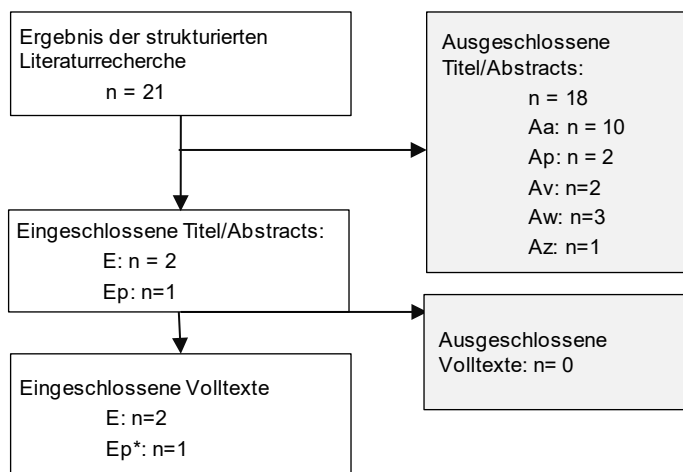 Ergebnis der strukturierten
Literaturrecherche
n = 21
Ausgeschlossene
Titel/Abstracts:
n = 18
Aa: n = 10
Ap: n = 2
Av: n=2
Aw: n=3
Az: n=1
Eingeschlossene Titel/Abstracts:
E: n = 2
Ep: n=1
Ausgeschlossene
Volltexte: n= 0
Eingeschlossene Volltexte
E: n=2
Ep*: n=1